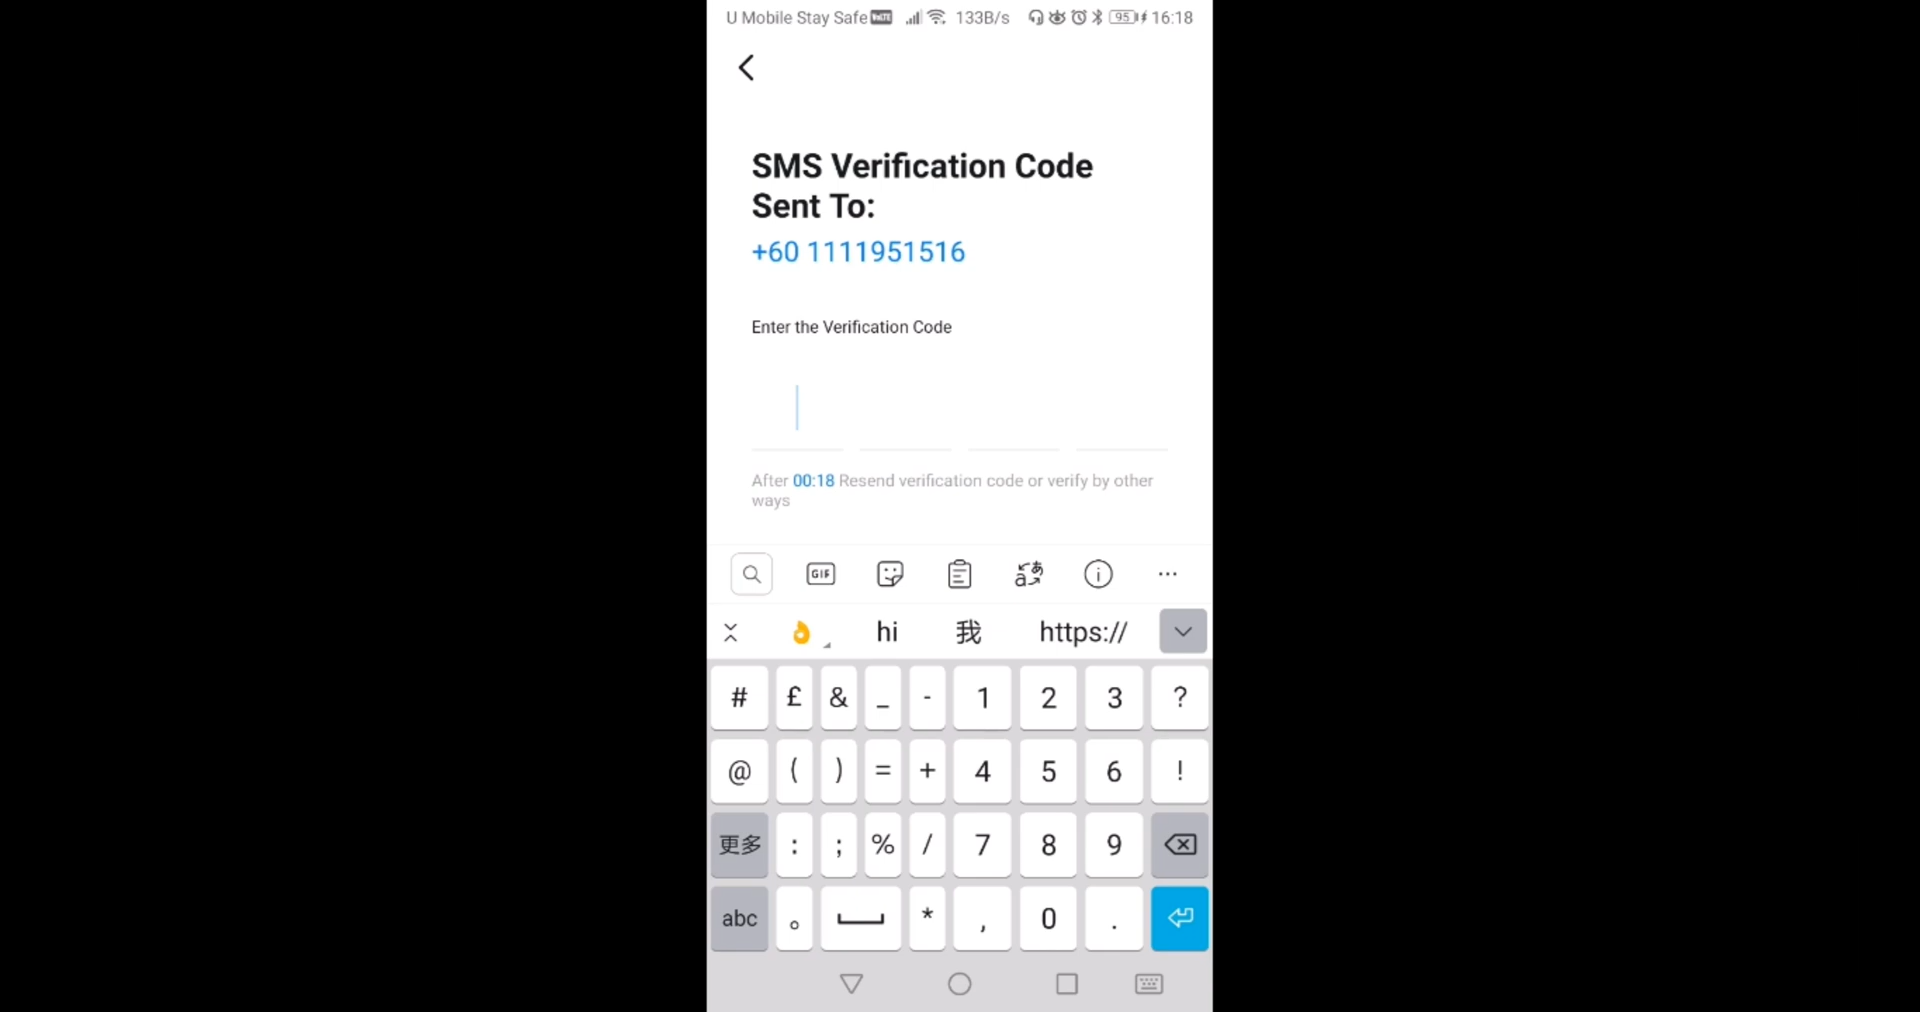 U Mobile Stay Safe VoLTE 133B/s 95 16:18
SMS Verification Code
Sent To:
+60 1111951516
Enter the Verification Code
After 00:18 Resend verification code or verify by other
ways
GIF
hi 我 https://
# £ & _ - 1 2 3 ?
@ ( ) = + 4 5 6 !
更多 : ; % / 7 8 9
abc 。 * , 0 .